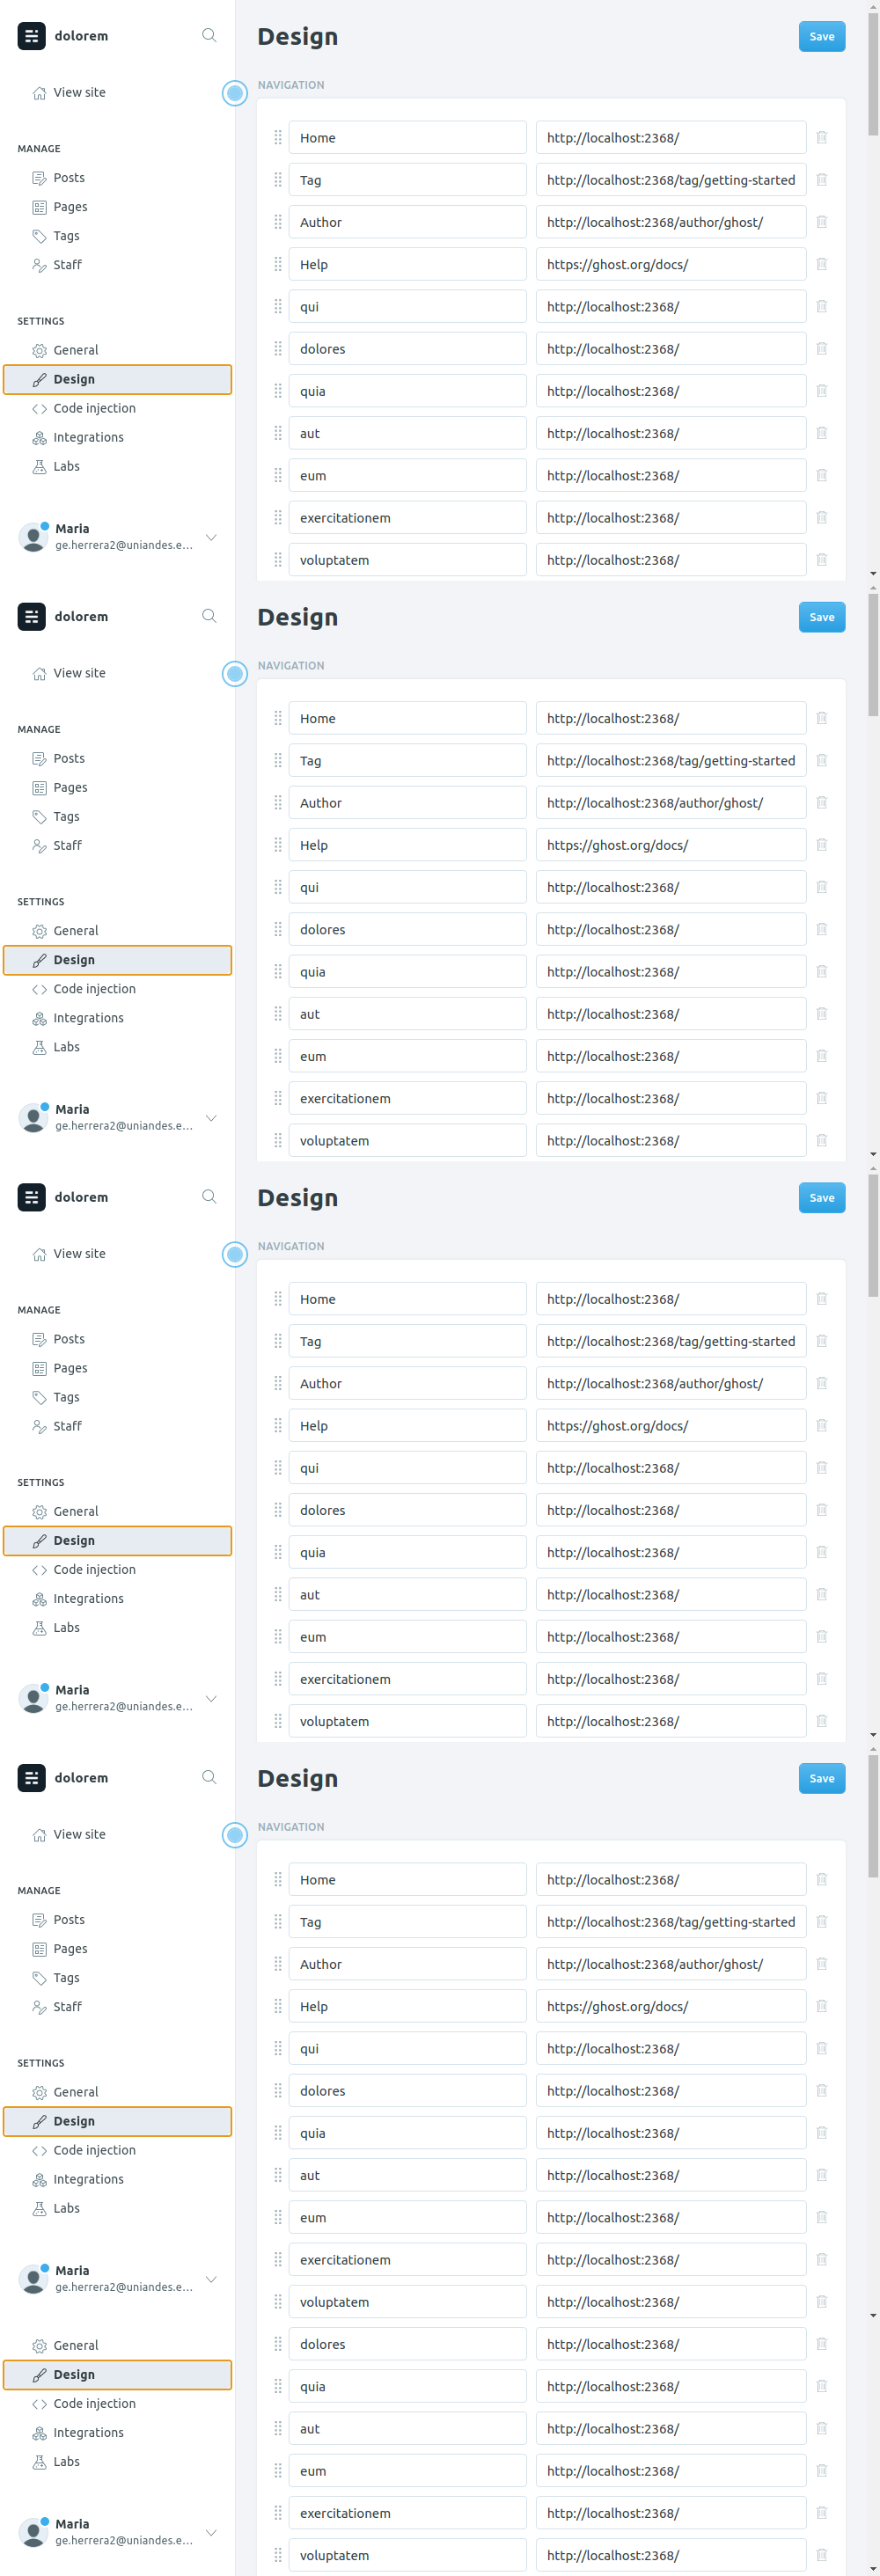 dolorem
Design
Save
View site
NAVIGATION
Home http://localhost:2368/
MANAGE
Posts
Tag http://localhost:2368/tag/getting-started
Pages
Author http://localhost:2368/author/ghost/
Tags
Staff
Help https://ghost.org/docs/
qui http://localhost:2368/
SETTINGS
General
dolores http://localhost:2368/
Design
quia http://localhost:2368/
Code injection
aut http://localhost:2368/
Integrations
Labs
eum http://localhost:2368/
exercitationem http://localhost:2368/
Maria
ge.herrera2@uniandes.e...
voluptatem http://localhost:2368/
dolorem
Design
Save
View site
NAVIGATION
Home http://localhost:2368/
MANAGE
Posts
Tag http://localhost:2368/tag/getting-started
Pages
Author http://localhost:2368/author/ghost/
Tags
Staff
Help https://ghost.org/docs/
qui http://localhost:2368/
SETTINGS
General
dolores http://localhost:2368/
Design
quia http://localhost:2368/
Code injection
aut http://localhost:2368/
Integrations
Labs
eum http://localhost:2368/
exercitationem http://localhost:2368/
Maria
ge.herrera2@uniandes.e...
voluptatem http://localhost:2368/
dolorem
Design
Save
View site
NAVIGATION
Home http://localhost:2368/
MANAGE
Posts
Tag http://localhost:2368/tag/getting-started
Pages
Author http://localhost:2368/author/ghost/
Tags
Staff
Help https://ghost.org/docs/
qui http://localhost:2368/
SETTINGS
General
dolores http://localhost:2368/
Design
quia http://localhost:2368/
Code injection
aut http://localhost:2368/
Integrations
Labs
eum http://localhost:2368/
exercitationem http://localhost:2368/
Maria
ge.herrera2@uniandes.e...
voluptatem http://localhost:2368/
dolorem
Design
Save
View site
NAVIGATION
Home http://localhost:2368/
MANAGE
Posts
Tag http://localhost:2368/tag/getting-started
Pages
Author http://localhost:2368/author/ghost/
Tags
Staff
Help https://ghost.org/docs/
qui http://localhost:2368/
SETTINGS
General
dolores http://localhost:2368/
Design
quia http://localhost:2368/
Code injection
aut http://localhost:2368/
Integrations
Labs
eum http://localhost:2368/
exercitationem http://localhost:2368/
Maria
ge.herrera2@uniandes.e...
voluptatem http://localhost:2368/
General
dolores http://localhost:2368/
Design
quia http://localhost:2368/
Code injection
aut http://localhost:2368/
Integrations
Labs
eum http://localhost:2368/
exercitationem http://localhost:2368/
Maria
ge.herrera2@uniandes.e...
voluptatem http://localhost:2368/